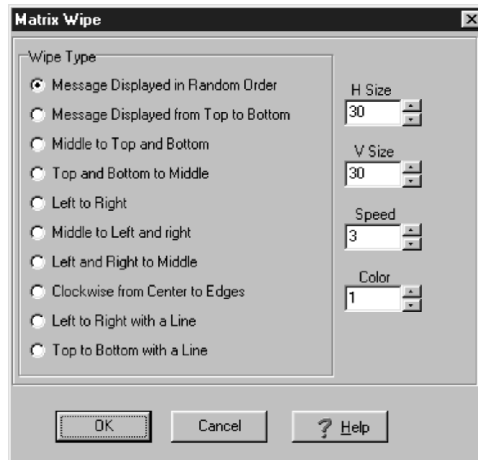 Matrix Wipe
Wipe Type
Message Displayed in Random Order
Message Displayed from Top to Bottom
Middle to Top and Bottom
Top and Bottom to Middle
Left to Right
Middle to Left and right
Left and Right to Middle
Clockwise from Center to Edges
Left to Right with a Line
Top to Bottom with a Line
H Size
30
V Size
30
Speed
3
Color
1
OK
Cancel
? Help